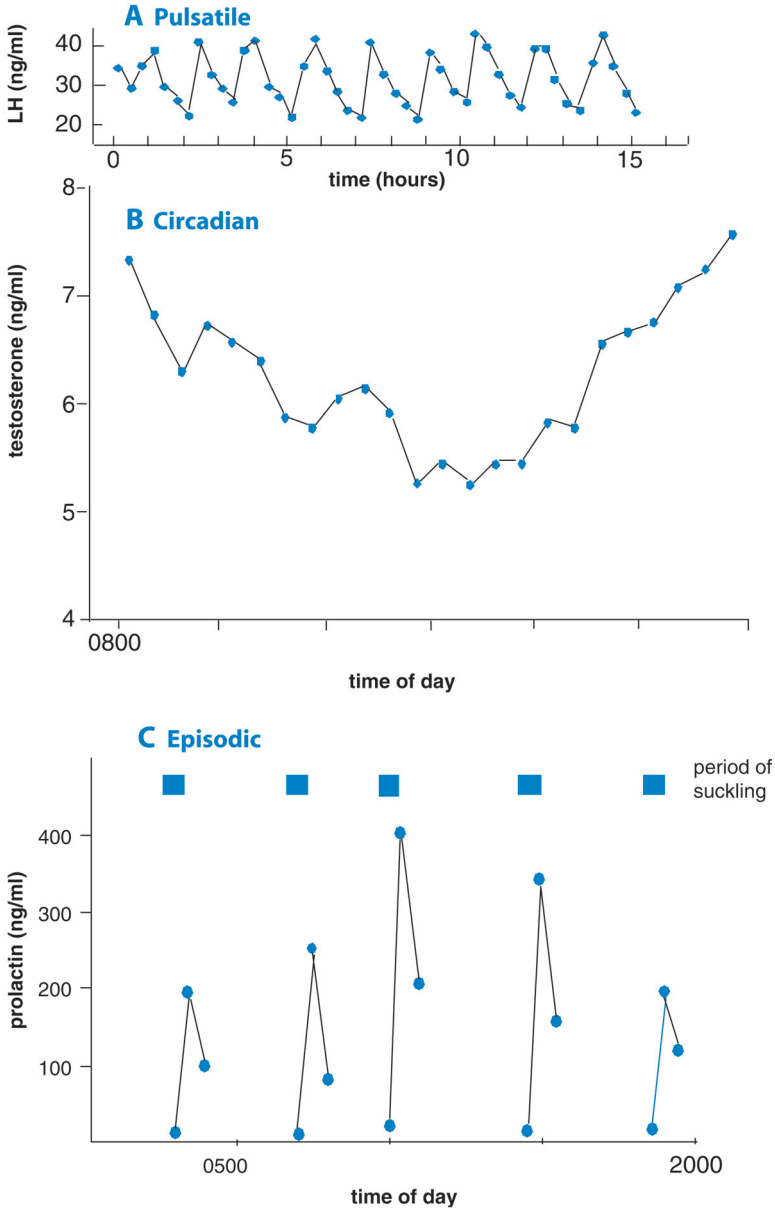 A Pulsatile
LH (ng/ml)
40
30
20
0 5 10 15
time (hours)
B Circadian
testosterone (ng/ml)
8
7
6
5
4
0800
time of day
C Episodic
period of
suckling
prolactin (ng/ml)
400
300
200
100
0500 2000
time of day